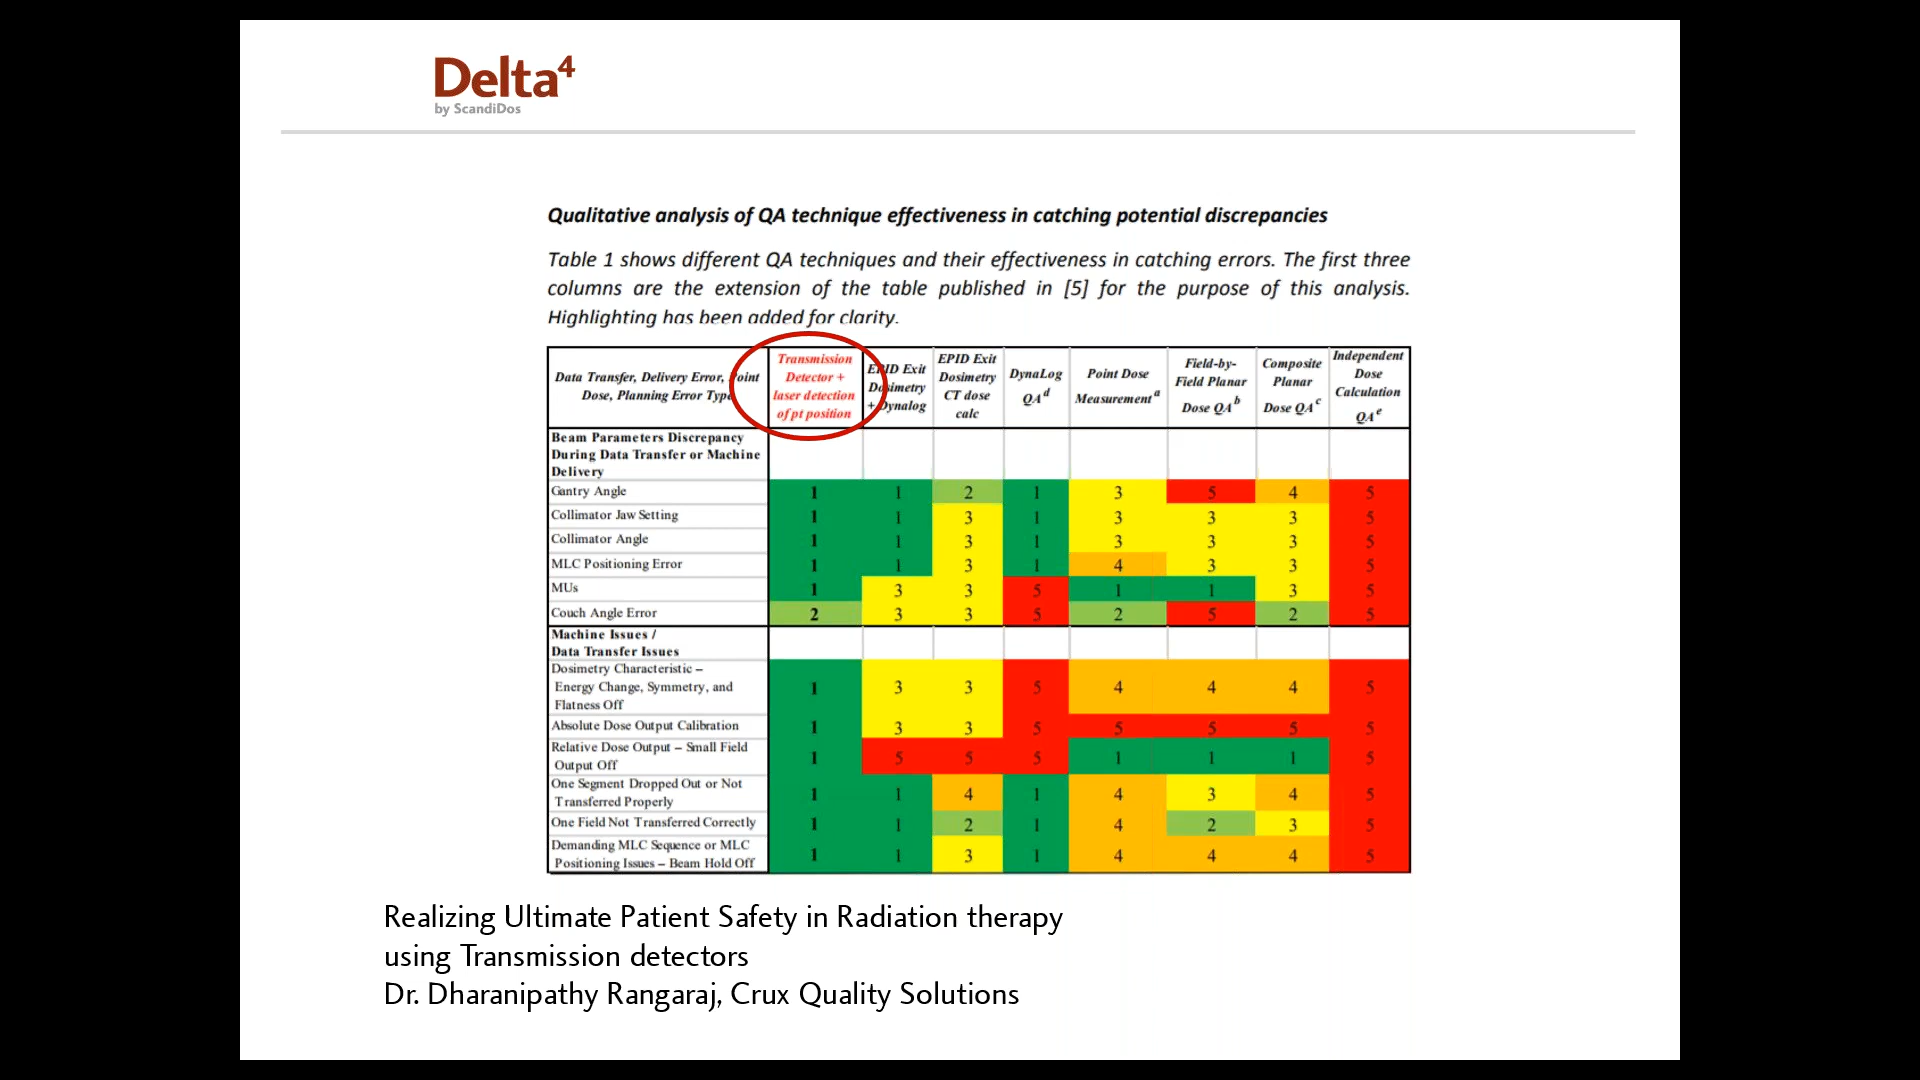 Delta4
by ScandiDos
Qualitative analysis of QA technique effectiveness in catching potential discrepancies
Table 1 shows different QA techniques and their effectiveness in catching errors. The first three
columns are the extension of the table published in [5] for the purpose of this analysis.
Highlighting has been added for clarity.
Data Transfer, Delivery Error, Point
Dose, Planning Error Type
Transmission
Detector +
laser detection
of pt position
EPID Exit
Dosimetry
+ Dynalog
EPID Exit
Dosimetry
CT dose
calc
DynaLog
QA d
Point Dose
Measurement a
Field-by-
Field Planar
Dose QA b
Composite
Planar
Dose QA c
Independent
Dose
Calculation
QA e
Beam Parameters Discrepancy
During Data Transfer or Machine
Delivery
Gantry Angle 1 1 2 1 3 5 4 5
Collimator Jaw Setting 1 1 3 1 3 3 3 5
Collimator Angle 1 1 3 1 3 3 3 5
MLC Positioning Error 1 1 3 1 4 3 3 5
MUs 1 3 3 5 1 1 3 5
Couch Angle Error 2 3 3 5 2 5 2 5
Machine Issues /
Data Transfer Issues
Dosimetry Characteristic –
Energy Change, Symmetry, and
Flatness Off
1 3 3 5 4 4 4 5
Absolute Dose Output Calibration 1 3 3 5 5 5 5 5
Relative Dose Output – Small Field
Output Off
1 5 5 5 1 1 1 5
One Segment Dropped Out or Not
Transferred Properly
1 1 4 1 4 3 4 5
One Field Not Transferred Correctly 1 1 2 1 4 2 3 5
Demanding MLC Sequence or MLC
Positioning Issues – Beam Hold Off
1 1 3 1 4 4 4 5
Realizing Ultimate Patient Safety in Radiation therapy
using Transmission detectors
Dr. Dharanipathy Rangaraj, Crux Quality Solutions